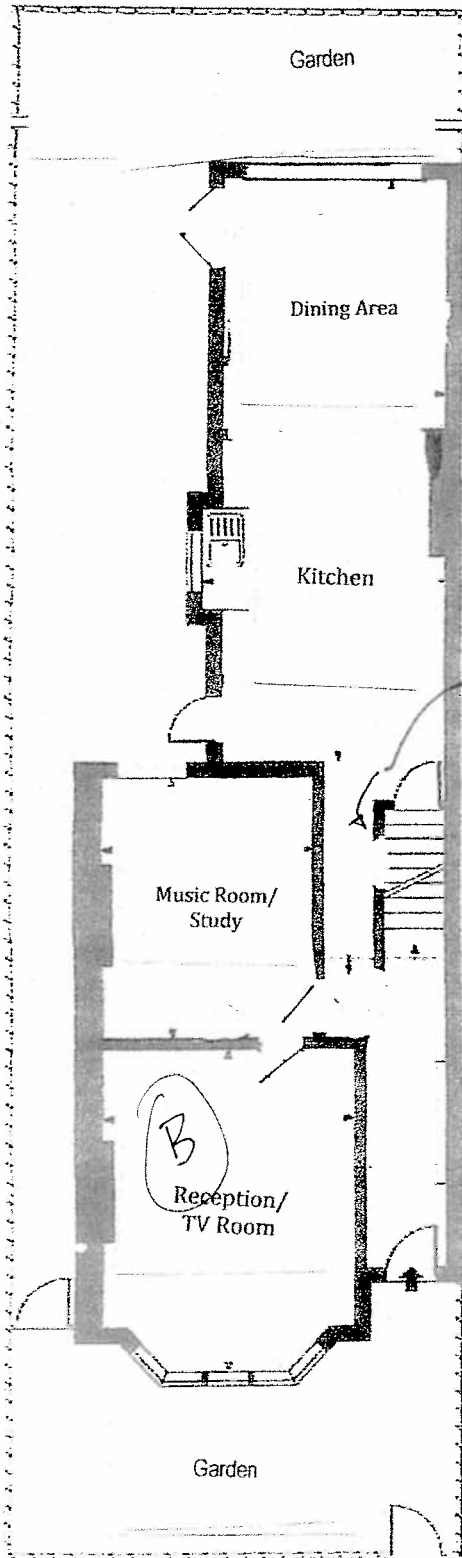 Garden
Dining Area
Kitchen
Music Room/
Study
B
Reception/
TV Room
Garden